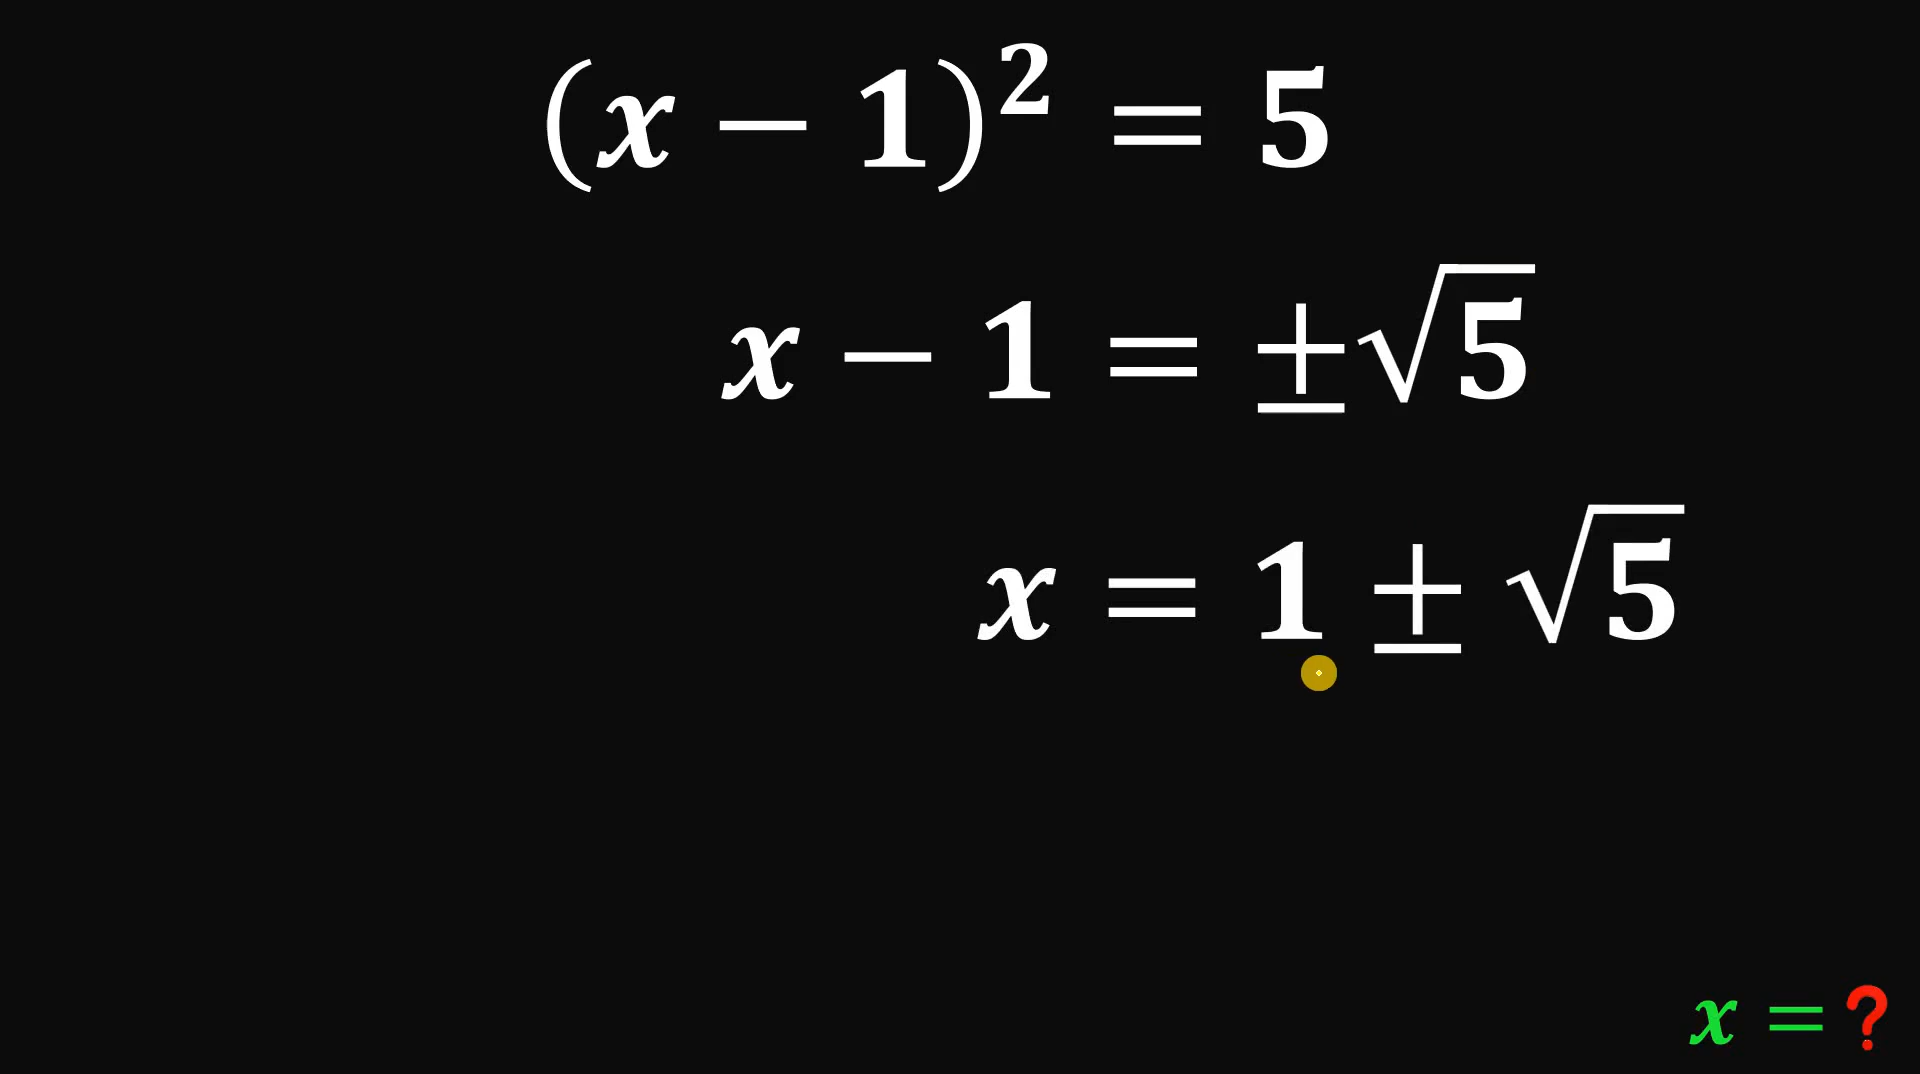 (x − 1)² = 5
x − 1 = ±√5
x = 1 ± √5
x = ?